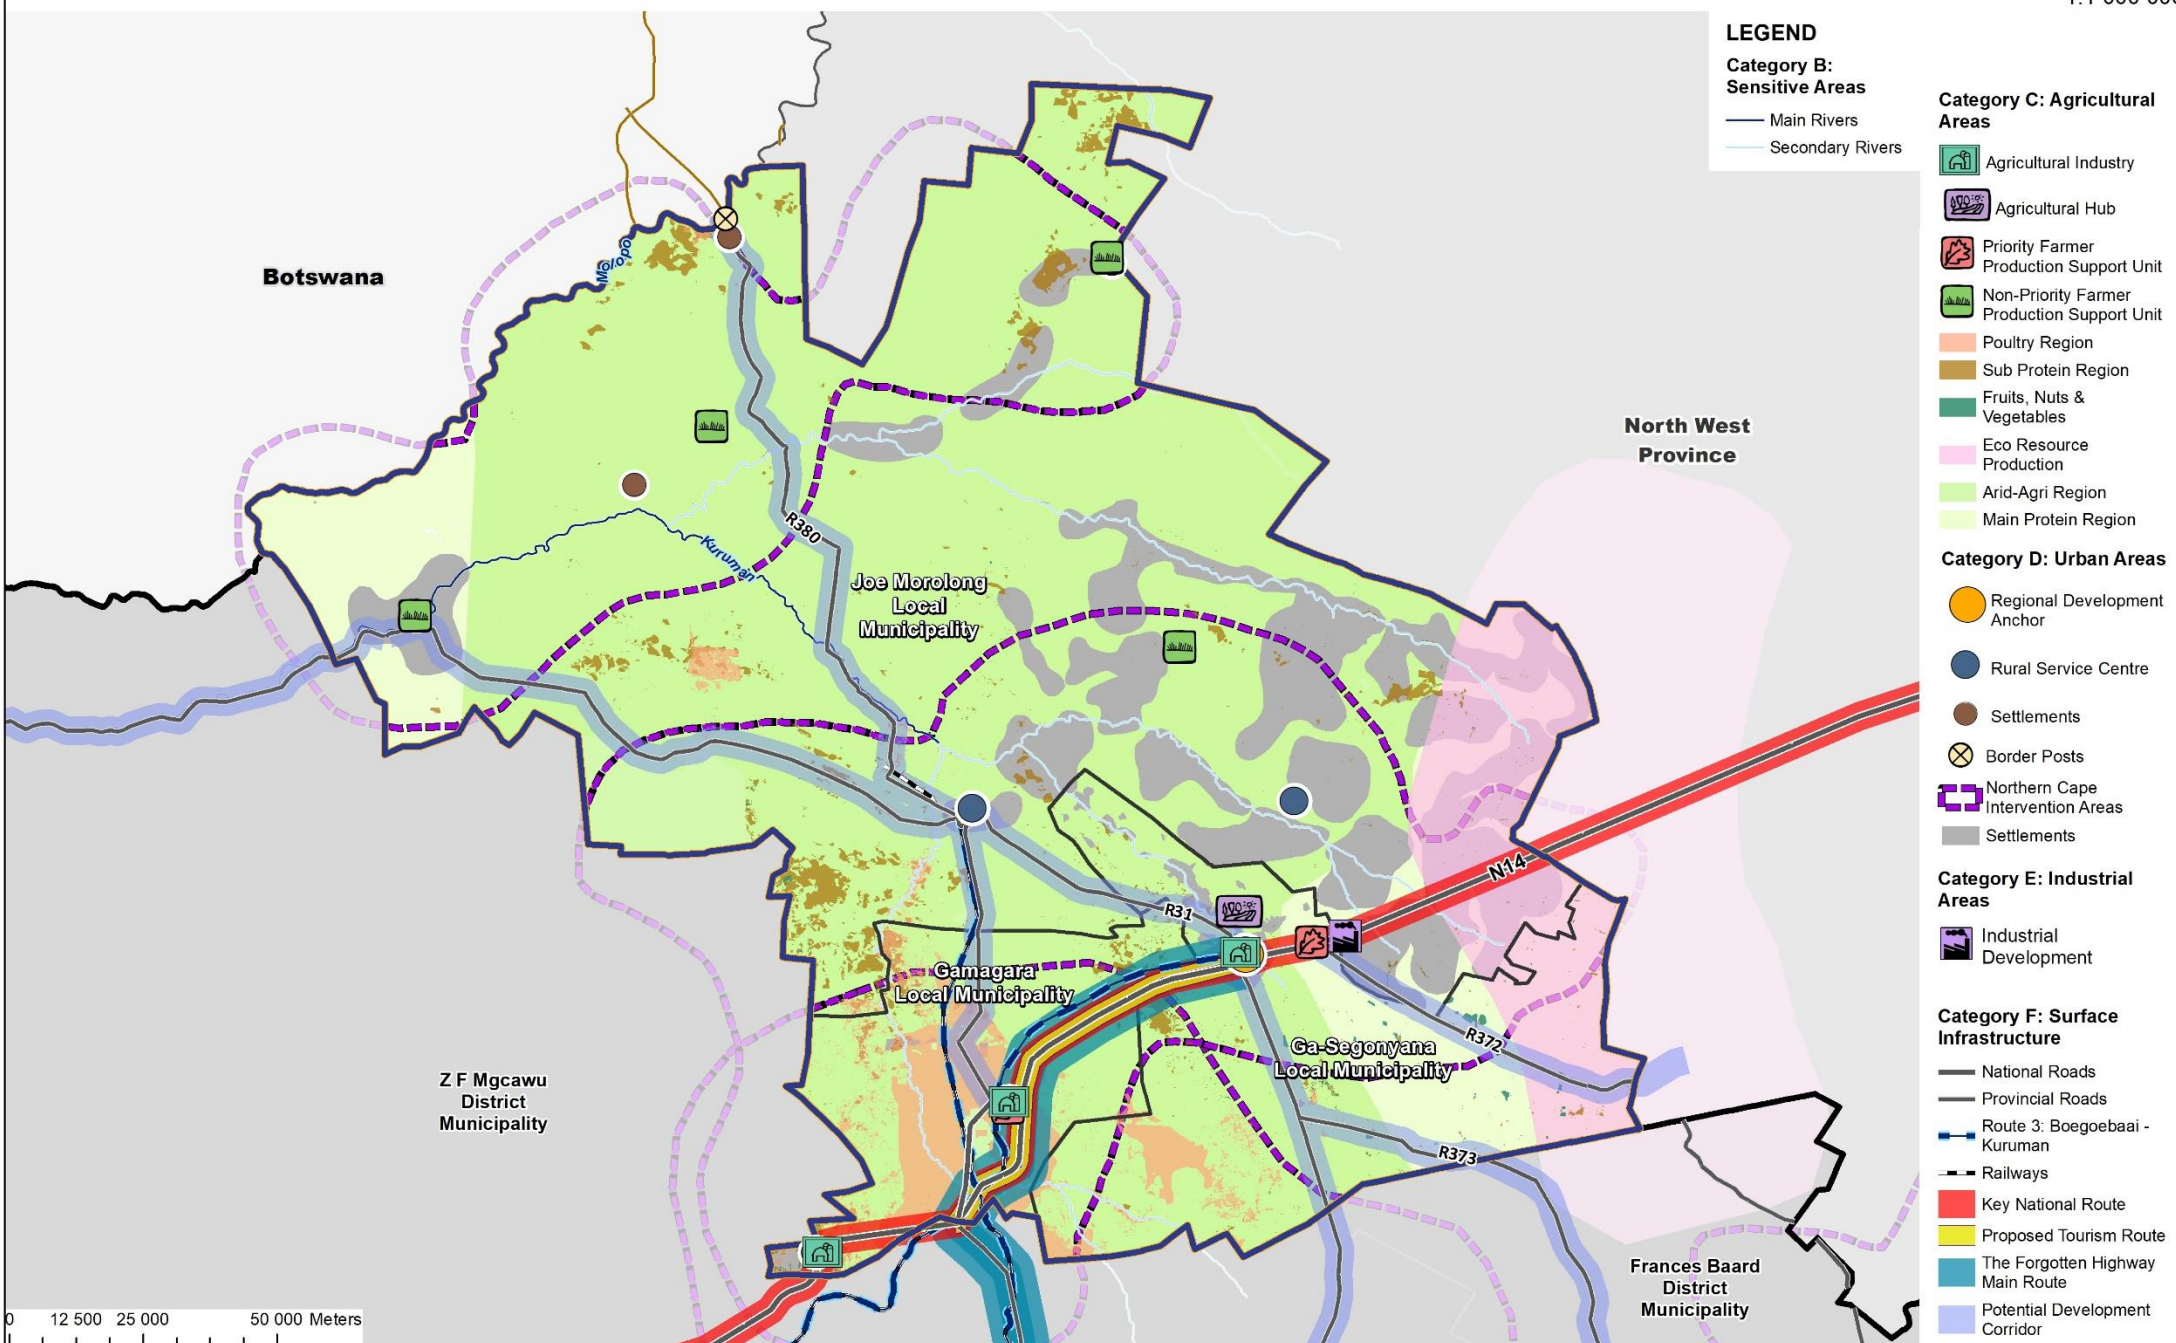 LEGEND
Category B:
Sensitive Areas
Main Rivers
Secondary Rivers
Category C: Agricultural
Areas
Agricultural Industry
Agricultural Hub
Priority Farmer
Production Support Unit
Non-Priority Farmer
Production Support Unit
Poultry Region
Sub Protein Region
Fruits, Nuts &
Vegetables
Eco Resource
Production
Arid-Agri Region
Main Protein Region
Category D: Urban Areas
Regional Development
Anchor
Rural Service Centre
Settlements
Border Posts
Northern Cape
Intervention Areas
Settlements
Category E: Industrial
Areas
Industrial
Development
Category F: Surface
Infrastructure
National Roads
Provincial Roads
Route 3: Boegoebaai -
Kuruman
Railways
Key National Route
Proposed Tourism Route
The Forgotten Highway
Main Route
Potential Development
Corridor
Botswana
Molopo
North West
Province
R380
Kuruman
Joe Morolong
Local
Municipality
N14
R31
Gamagara
Local Municipality
Ga-Segonyana
Local Municipality
R372
R373
Z F Mgcawu
District
Municipality
Frances Baard
District
Municipality
0 12 500 25 000 50 000 Meters